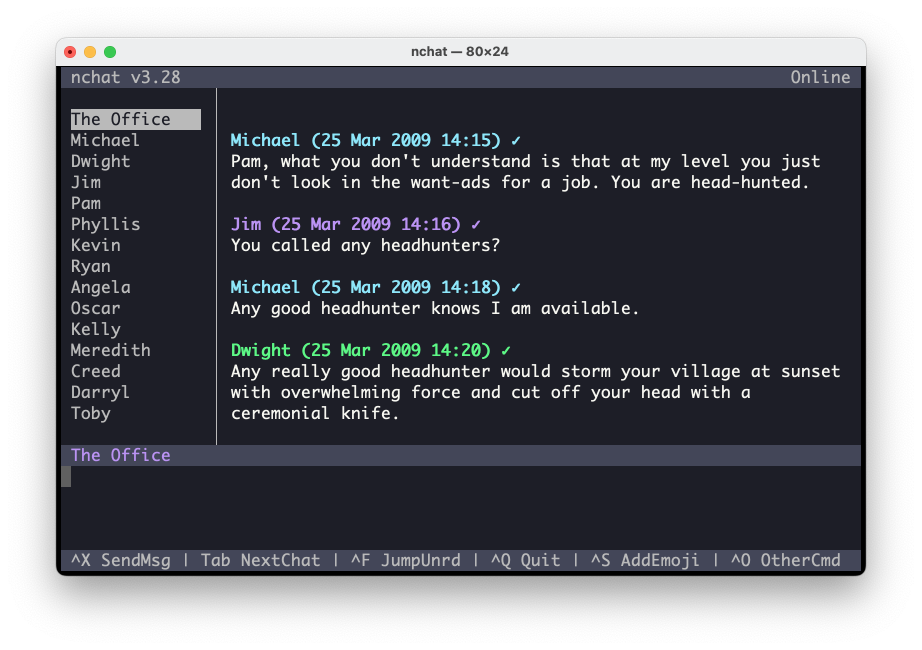 nchat — 80×24
nchat v3.28 Online
The Office
Michael
Dwight
Jim
Pam
Phyllis
Kevin
Ryan
Angela
Oscar
Kelly
Meredith
Creed
Darryl
Toby
Michael (25 Mar 2009 14:15) ✓
Pam, what you don't understand is that at my level you just
don't look in the want-ads for a job. You are head-hunted.
Jim (25 Mar 2009 14:16) ✓
You called any headhunters?
Michael (25 Mar 2009 14:18) ✓
Any good headhunter knows I am available.
Dwight (25 Mar 2009 14:20) ✓
Any really good headhunter would storm your village at sunset
with overwhelming force and cut off your head with a
ceremonial knife.
The Office
^X SendMsg | Tab NextChat | ^F JumpUnrd | ^Q Quit | ^S AddEmoji | ^O OtherCmd